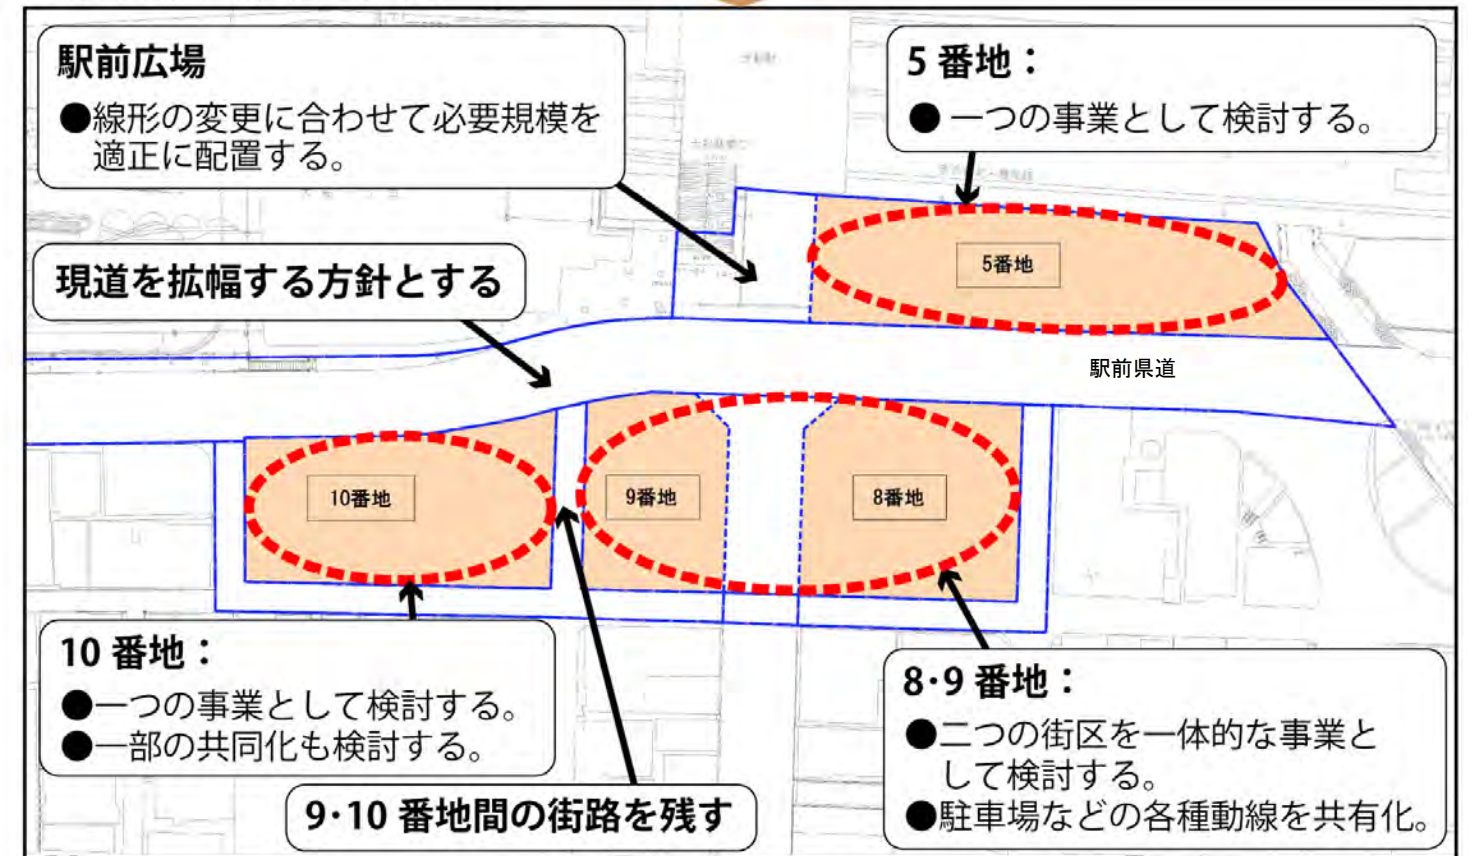 駅前広場
●線形の変更に合わせて必要規模を
適正に配置する。
5 番地：
● 一つの事業として検討する。
現道を拡幅する方針とする
5番地
駅前県道
10番地
9番地
8番地
10 番地：
●一つの事業として検討する。
●一部の共同化も検討する。
9･10 番地間の街路を残す
8･9 番地：
●二つの街区を一体的な事業と
して検討する。
●駐車場などの各種動線を共有化。